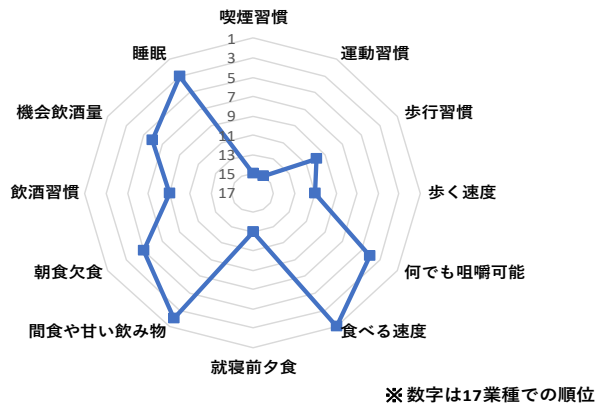 喫煙習慣
運動習慣
歩行習慣
歩く速度
何でも咀嚼可能
食べる速度
就寝前夕食
間食や甘い飲み物
朝食欠食
飲酒習慣
機会飲酒量
睡眠
1
3
5
7
9
11
13
15
17
※ 数字は17業種での順位